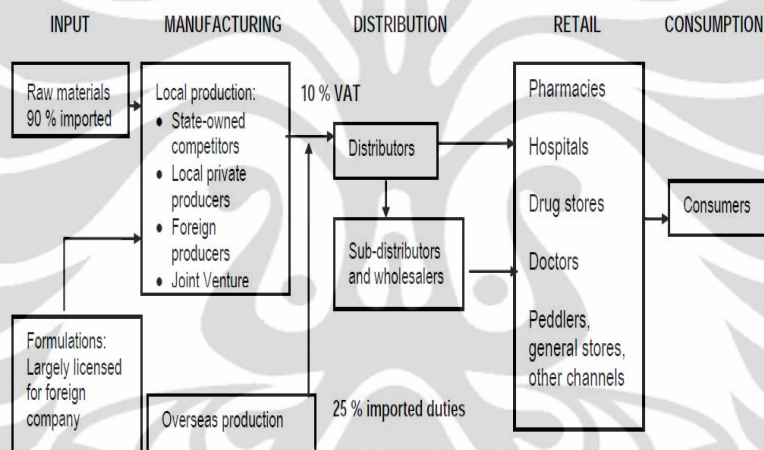 INPUT
MANUFACTURING
DISTRIBUTION
RETAIL
CONSUMPTION
Raw materials
90 % imported
Local production:
• State-owned
competitors
• Local private
producers
• Foreign
producers
• Joint Venture
10 % VAT
Distributors
Sub-distributors
and wholesalers
Pharmacies
Hospitals
Drug stores
Doctors
Peddlers,
general stores,
other channels
Consumers
Formulations:
Largely licensed
for foreign
company
Overseas production
25 % imported duties